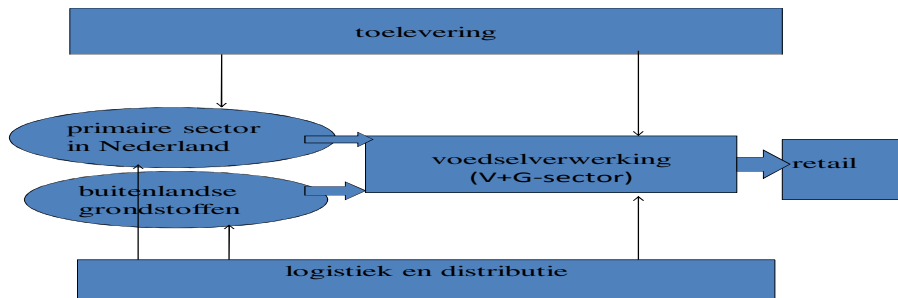 toelevering
primaire sector
in Nederland
voedselverwerking
(V+G-sector)
retail
buitenlandse
grondstoffen
logistiek en distributie